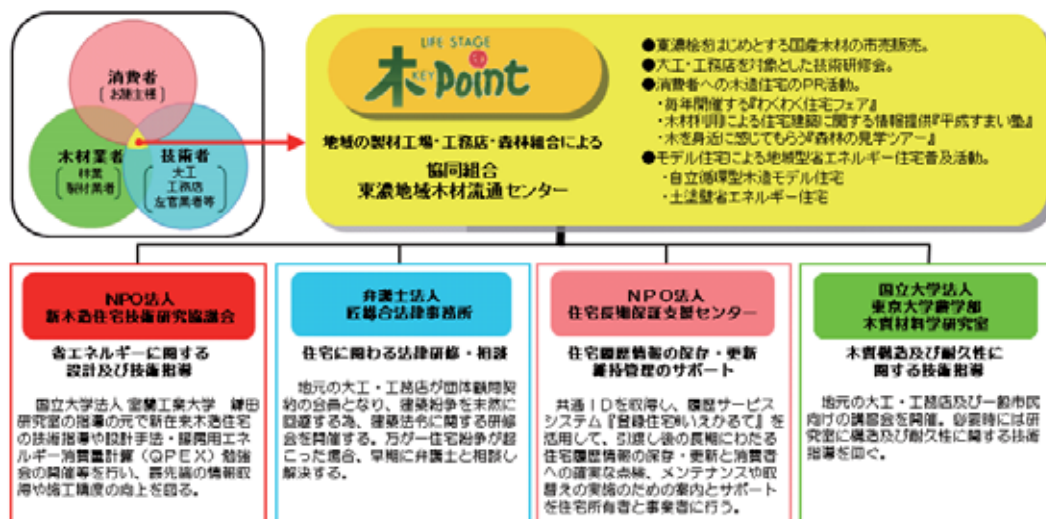 消費者
[お施主様]
木材業者
林業
製材業者
技術者
大工
工務店
左官業者等
LIFE STAGE
木 KEY Point
地域の製材工場・工務店・森林組合による
協同組合
東濃地域木材流通センター
●東濃桧をはじめとする国産木材の市売販売。
●大工・工務店を対象とした技術研修会。
●消費者への木造住宅のPR活動。
・毎年開催する『わくわく住宅フェア』
・木材利用による住宅建築に関する情報提供『平成すまい塾』
・木を身近に感じてもらう『森林の見学ツアー』
●モデル住宅による地域型省エネルギー住宅普及活動。
・自立循環型木造モデル住宅
・土塗壁省エネルギー住宅
NPO法人
新木造住宅技術研究協議会
省エネルギーに関する
設計及び技術指導
国立大学法人 室蘭工業大学 鎌田
研究室の指導の元で新在来木造住宅
の技術指導や設計手法・暖房用エネ
ルギー消費量計算(QPEX)勉強
会の開催等を行い、最先端の情報取
得や施工精度の向上を図る。
弁護士法人
匠総合法律事務所
住宅に関わる法律研修・相談
地元の大工・工務店が団体顧問契
約の会員となり、建築紛争を未然に
回避する為、建築法令に関する研修
会を開催する。万が一住宅紛争が起
こった場合、早期に弁護士と相談し
解決する。
NPO法人
住宅長期保証支援センター
住宅履歴情報の保存・更新
維持管理のサポート
共通IDを取得し、履歴サービス
システム『登録住宅いえかるて』を
活用して、引渡し後の長期にわたる
住宅履歴情報の保存・更新と消費者
への確実な点検、メンテナンスや取
替えの実施のための案内とサポート
を住宅所有者と事業者に行う。
国立大学法人
東京大学農学部
木質材料学研究室
木質構造及び耐久性に
関する技術指導
地元の大工・工務店及び一般市民
向けの講習会を開催。必要時には研
究室に構造及び耐久性に関する技術
指導を回ぐ。